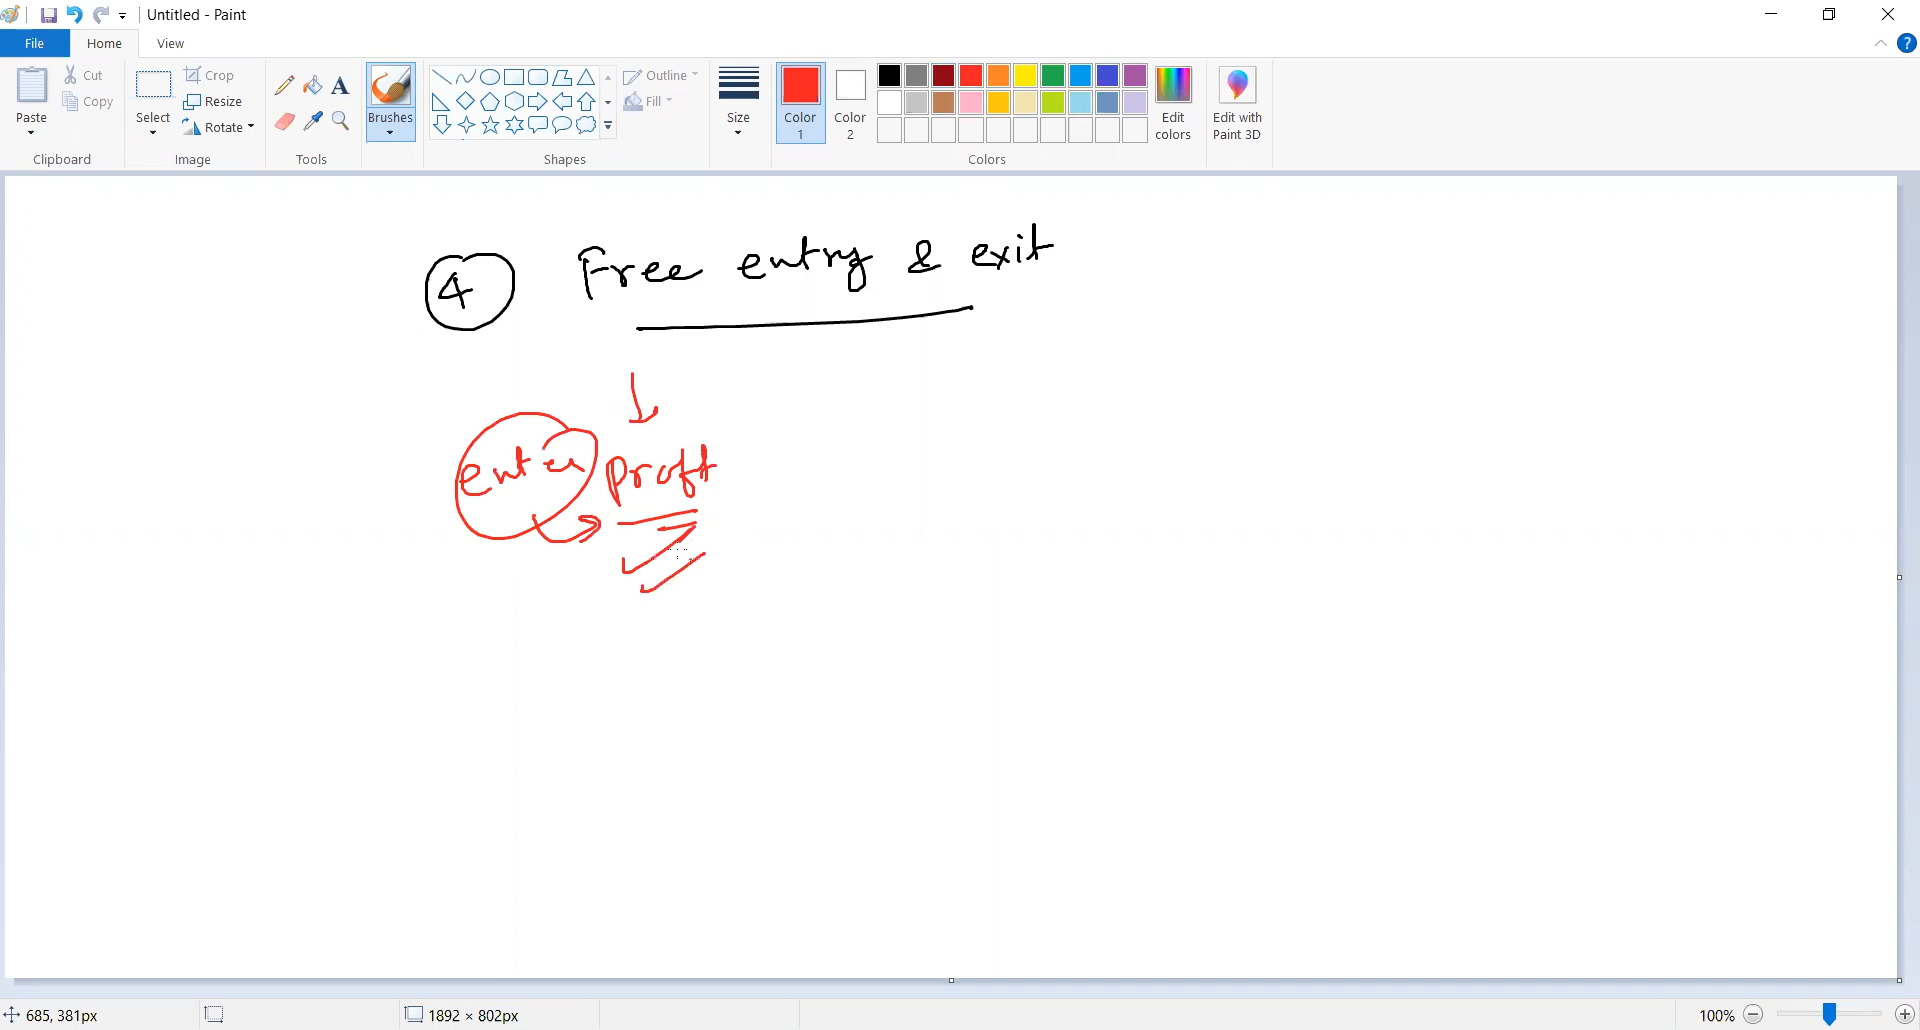 Untitled - Paint
File Home View
Cut Crop Outline
Copy Resize Fill
Paste Select Rotate Brushes Size Color 1 Color 2 Edit colors Edit with Paint 3D
Clipboard Image Tools Shapes Colors
4 Free entry & exit
enter profit
685, 381px 1892 × 802px 100%